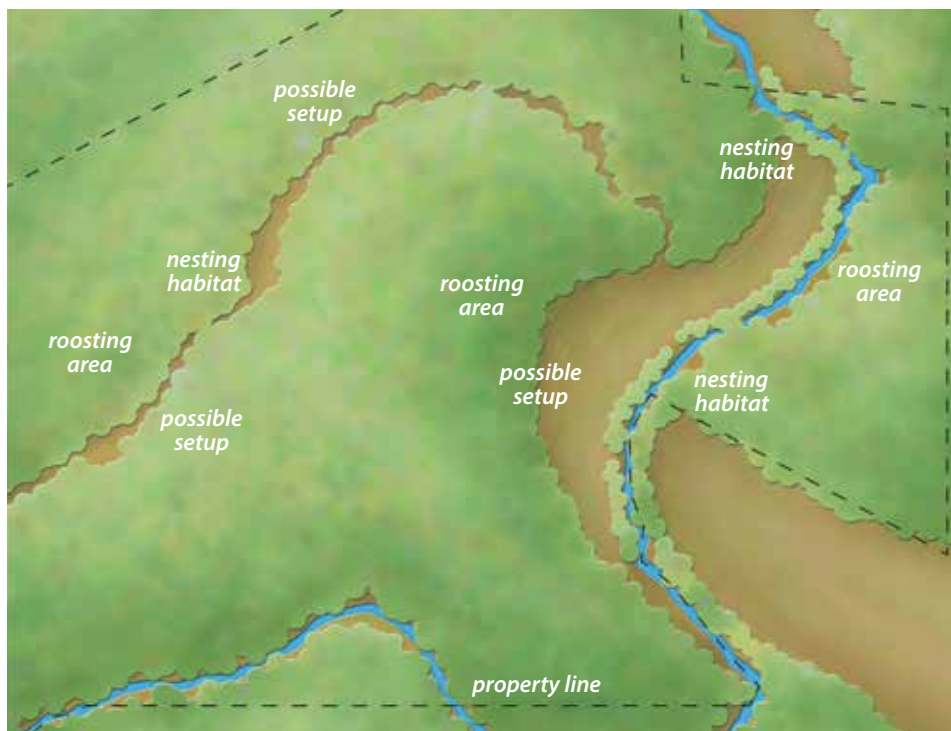 possible
setup
nesting
habitat
nesting
habitat
roosting
area
roosting
area
roosting
area
possible
setup
nesting
habitat
possible
setup
property line